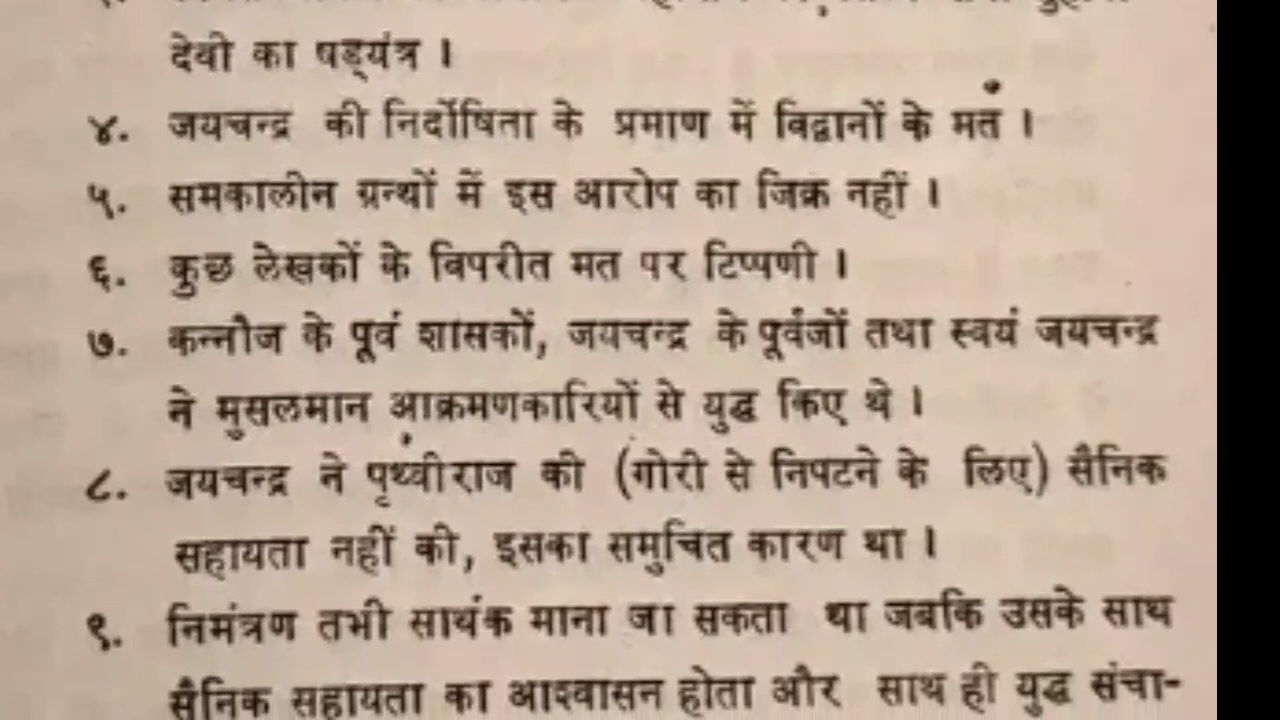 देवी का षड्यंत्र ।
४. जयचन्द्र की निर्दोषिता के प्रमाण में विद्वानों के मत ।
५. समकालीन ग्रन्थों में इस आरोप का जिक्र नहीं ।
६. कुछ लेखकों के विपरीत मत पर टिप्पणी ।
७. कन्नौज के पूर्व शासकों, जयचन्द्र के पूर्वजों तथा स्वयं जयचन्द्र
ने मुसलमान आक्रमणकारियों से युद्ध किए थे ।
८. जयचन्द्र ने पृथ्वीराज की (गोरी से निपटने के लिए) सैनिक
सहायता नहीं की, इसका समुचित कारण था ।
९. निमंत्रण तभी सार्थक माना जा सकता था जबकि उसके साथ
सैनिक सहायता का आश्वासन होता और साथ ही युद्ध संचा-